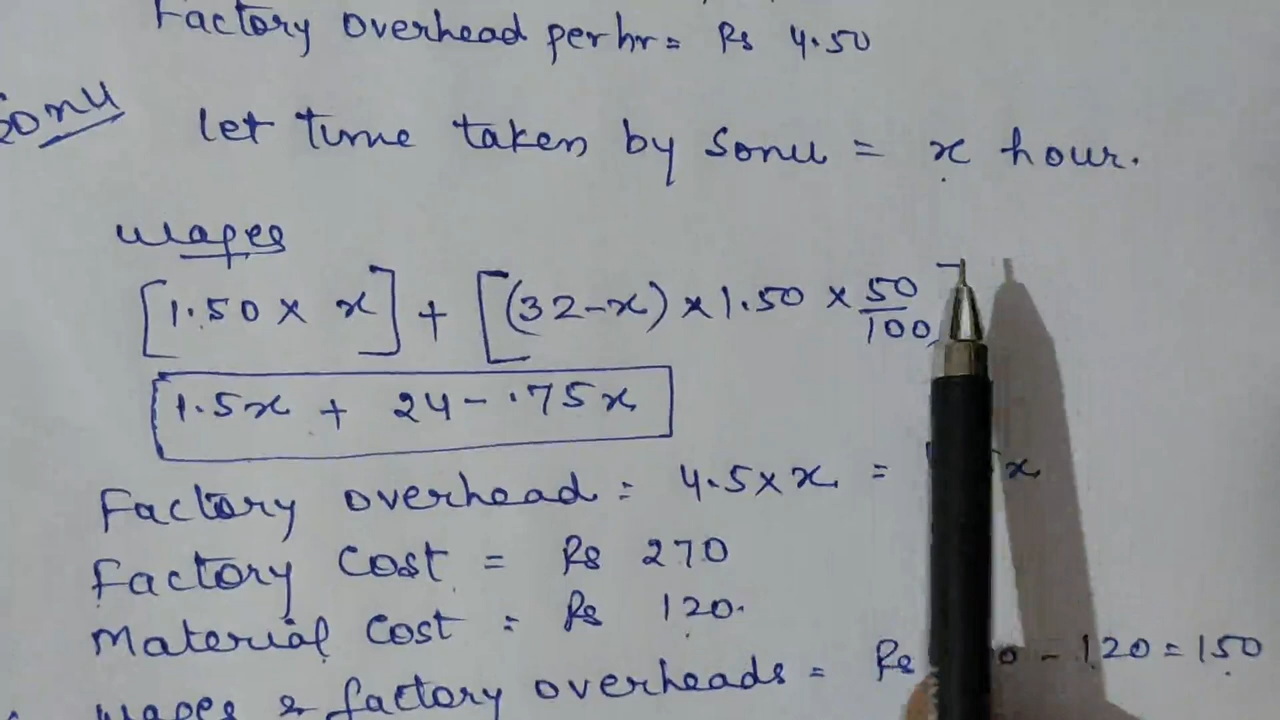 Factory overhead per hr = Rs 4.50
Sonu Let time taken by Sonu = x hour.
Wages
[1.50 × x] + [(32-x) × 1.50 × 50/100
1.5x + 24 - .75x
Factory overhead = 4.5 × x = x
Factory Cost = Rs 270
Material Cost = Rs 120.
Wages & factory overheads = Rs 0 - 120 = 150